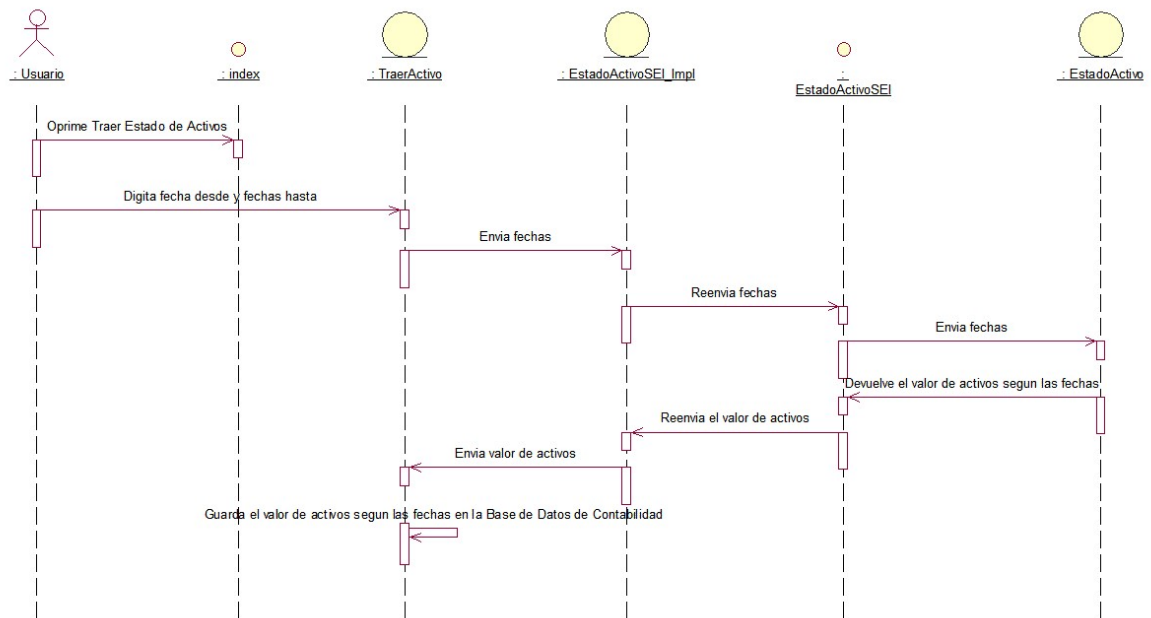 : Usuario
: index
: TraerActivo
: EstadoActivoSEI_Impl
:
EstadoActivoSEI
: EstadoActivo
Oprime Traer Estado de Activos
Digita fecha desde y fechas hasta
Envia fechas
Reenvia fechas
Envia fechas
Devuelve el valor de activos segun las fechas
Reenvia el valor de activos
Envia valor de activos
Guarda el valor de activos segun las fechas en la Base de Datos de Contabilidad